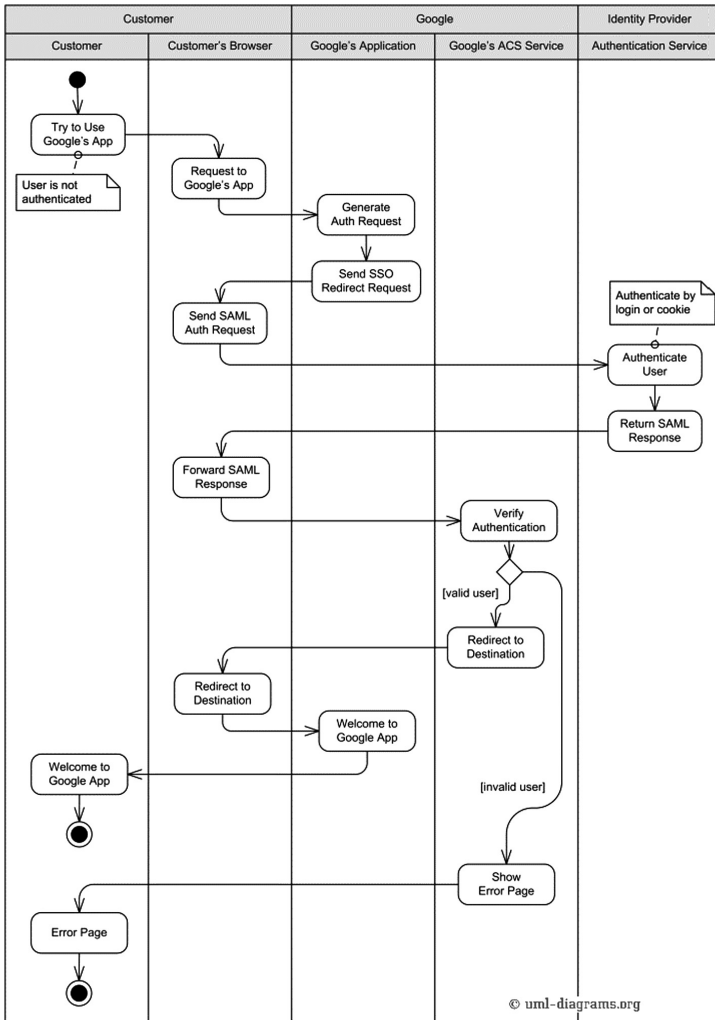 Customer
Google
Identity Provider
Customer
Customer's Browser
Google's Application
Google's ACS Service
Authentication Service
Try to Use
Google's App
User is not
authenticated
Request to
Google's App
Generate
Auth Request
Send SSO
Redirect Request
Send SAML
Auth Request
Authenticate by
login or cookie
Authenticate
User
Return SAML
Response
Forward SAML
Response
Verify
Authentication
[valid user]
Redirect to
Destination
Redirect to
Destination
Welcome to
Google App
Welcome to
Google App
[invalid user]
Show
Error Page
Error Page
© uml-diagrams.org